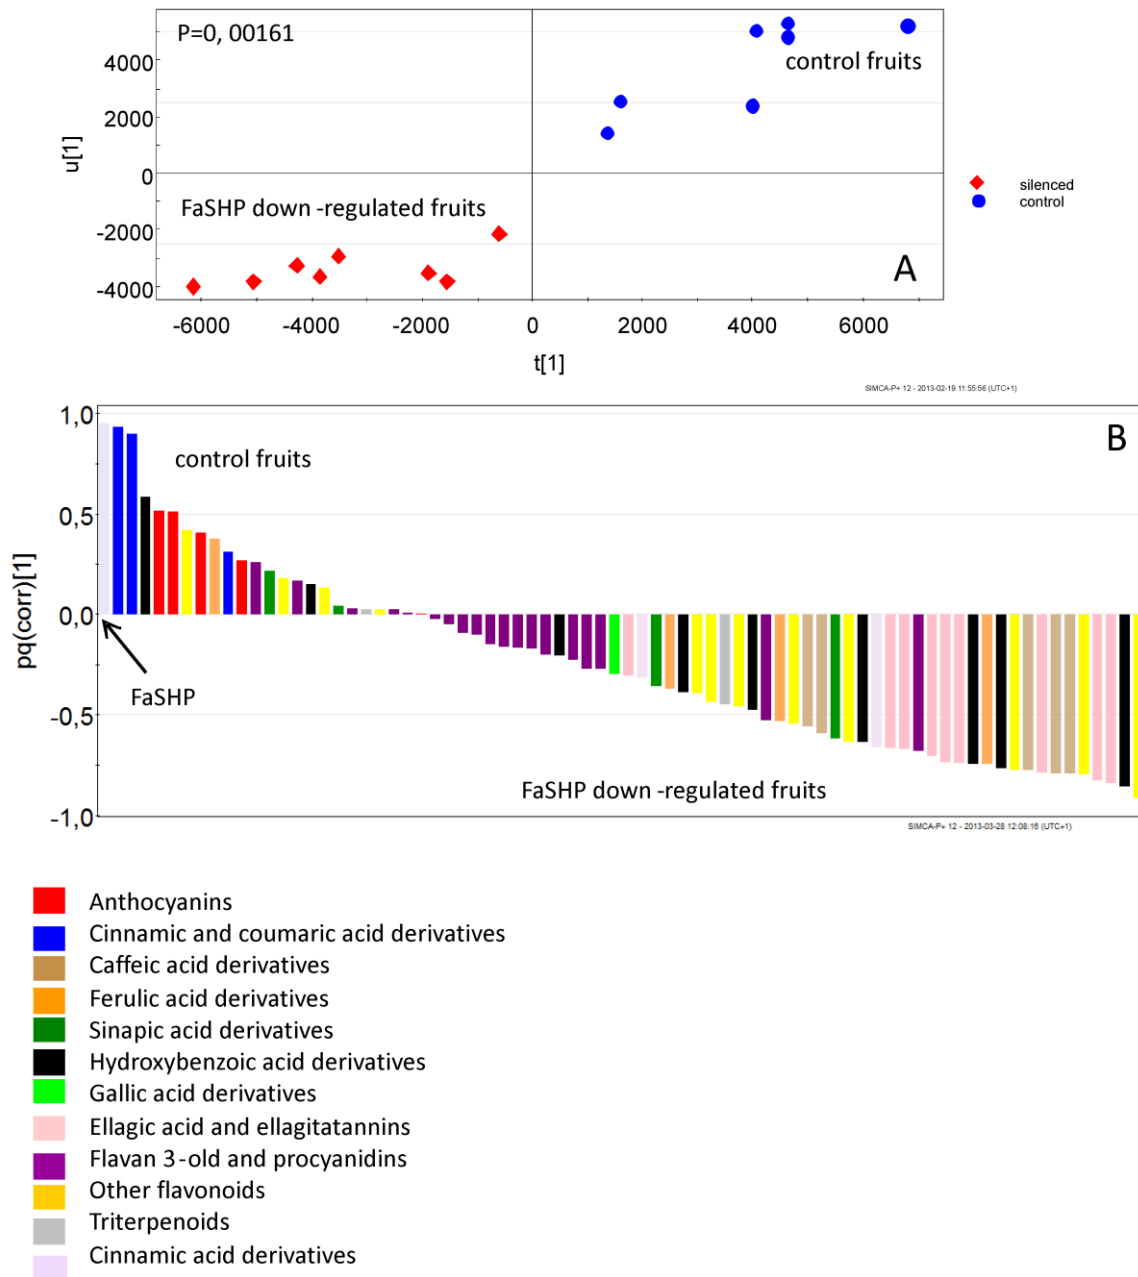 P=0, 00161
control fruits
4000
2000
0
-2000
-4000
u[1]
FaSHP down -regulated fruits
A
silenced
control
-6000 -4000 -2000 0 2000 4000 6000
t[1]
SIMCA-P+ 12 - 2013-02-19 11:55:56 (UTC+1)
1,0
0,5
0,0
-0,5
-1,0
pq(corr)[1]
B
control fruits
FaSHP
FaSHP down -regulated fruits
SIMCA-P+ 12 - 2013-03-28 12:08:16 (UTC+1)
Anthocyanins
Cinnamic and coumaric acid derivatives
Caffeic acid derivatives
Ferulic acid derivatives
Sinapic acid derivatives
Hydroxybenzoic acid derivatives
Gallic acid derivatives
Ellagic acid and ellagitatannins
Flavan 3-old and procyanidins
Other flavonoids
Triterpenoids
Cinnamic acid derivatives